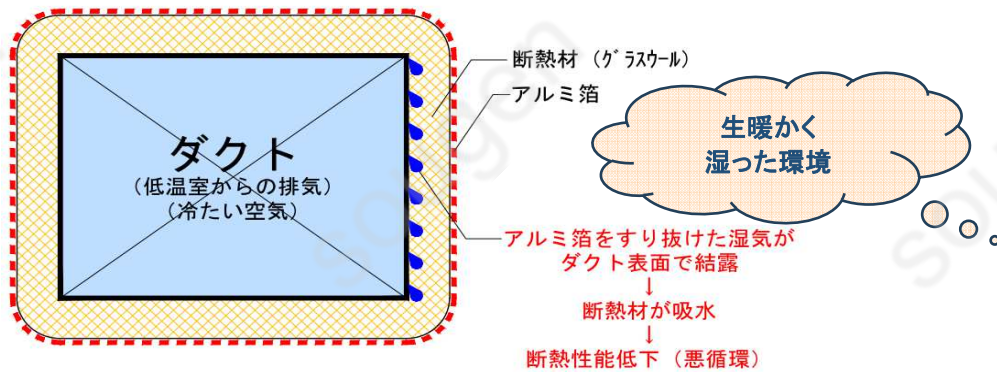 断熱材（ｸﾞﾗｽｳｰﾙ）
アルミ箔
ダクト
（低温室からの排気）
（冷たい空気）
生暖かく
湿った環境
アルミ箔をすり抜けた湿気が
ダクト表面で結露
↓
断熱材が吸水
↓
断熱性能低下（悪循環）